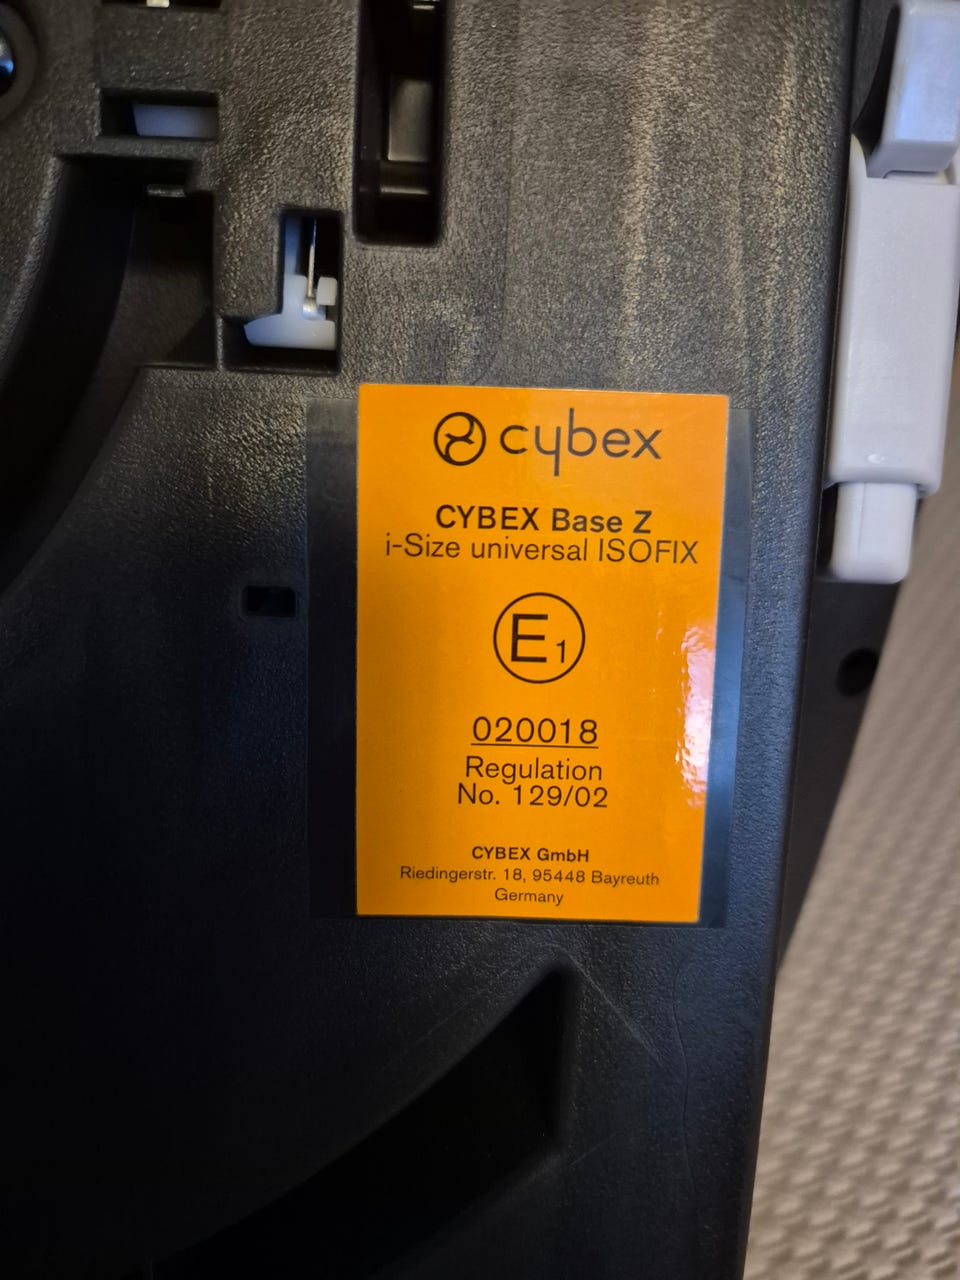 cybex
CYBEX Base Z
i-Size universal ISOFIX
E1
020018
Regulation
No. 129/02
CYBEX GmbH
Riedingerstr. 18, 95448 Bayreuth
Germany